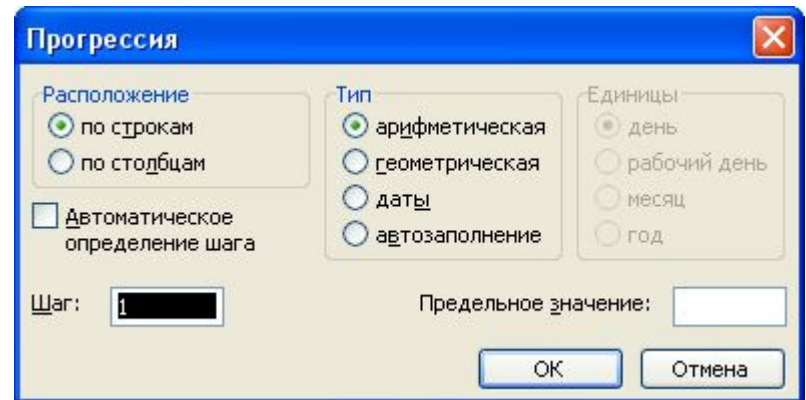 Прогрессия
Расположение
по строкам
по столбцам
Автоматическое
определение шага
Тип
арифметическая
геометрическая
даты
автозаполнение
Единицы
день
рабочий день
месяц
год
Шаг: 1
Предельное значение:
ОК
Отмена